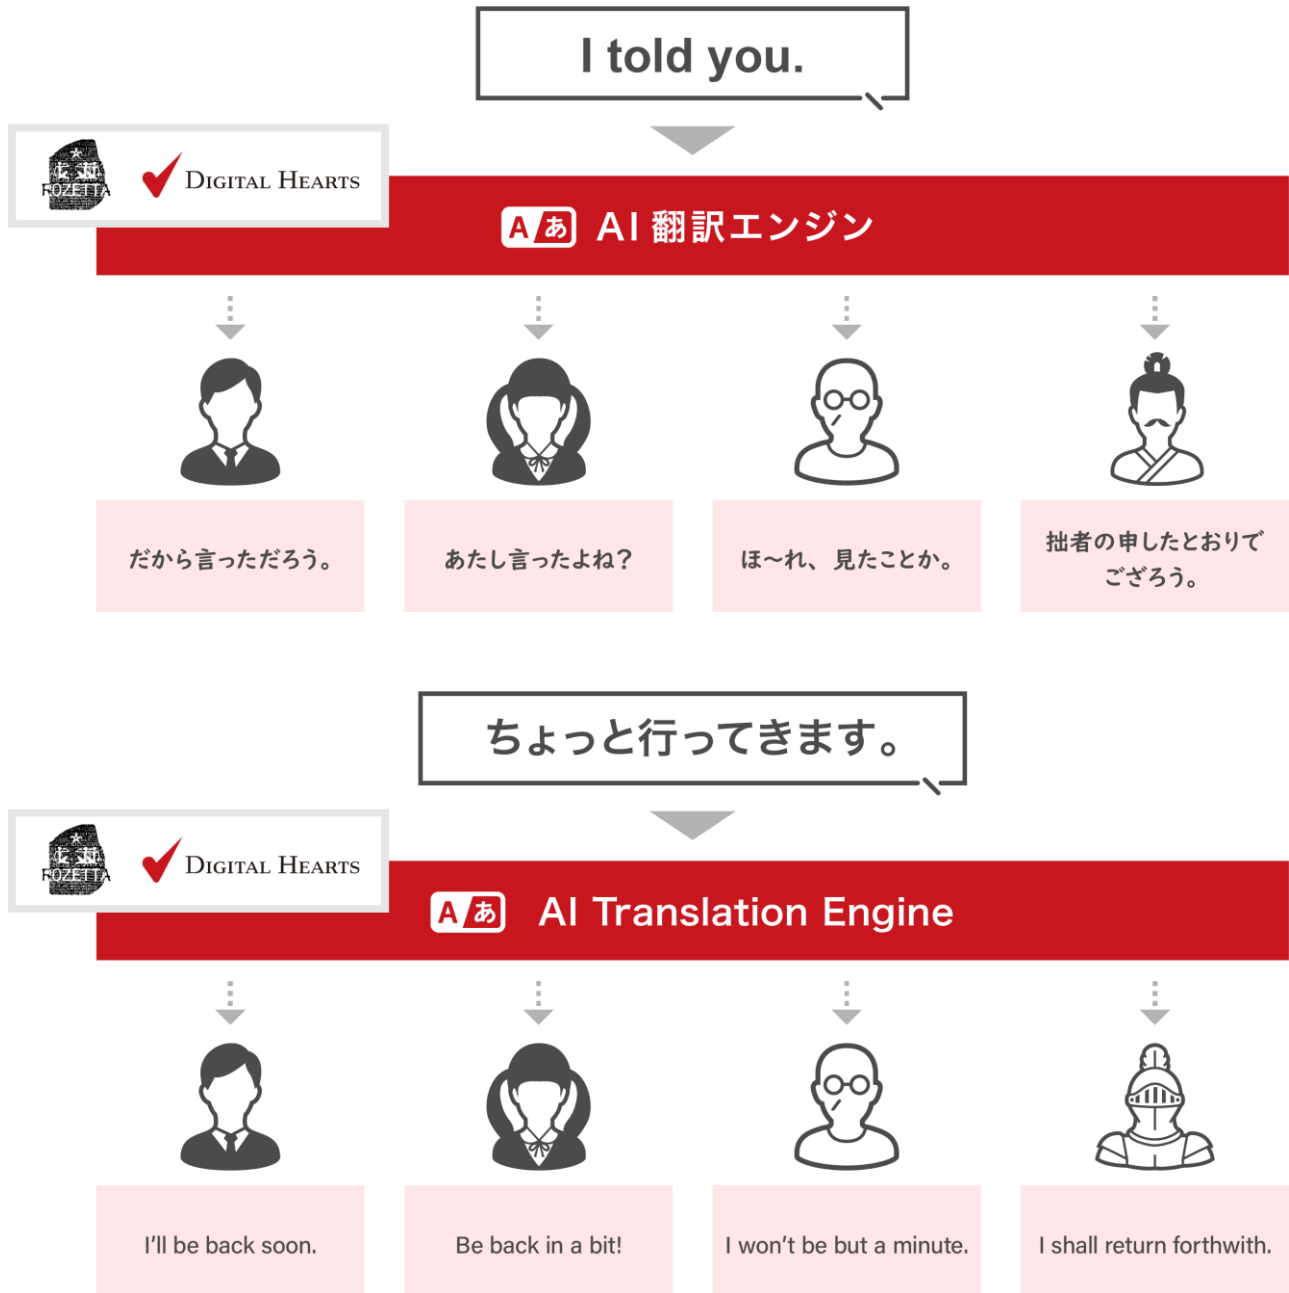 I told you.
ROZETTA
DIGITAL HEARTS
A/あ AI 翻訳エンジン
だから言っただろう。
あたし言ったよね？
ほ〜れ、見たことか。
拙者の申したとおりで
ござろう。
ちょっと行ってきます。
ROZETTA
DIGITAL HEARTS
A/あ AI Translation Engine
I'll be back soon.
Be back in a bit!
I won't be but a minute.
I shall return forthwith.